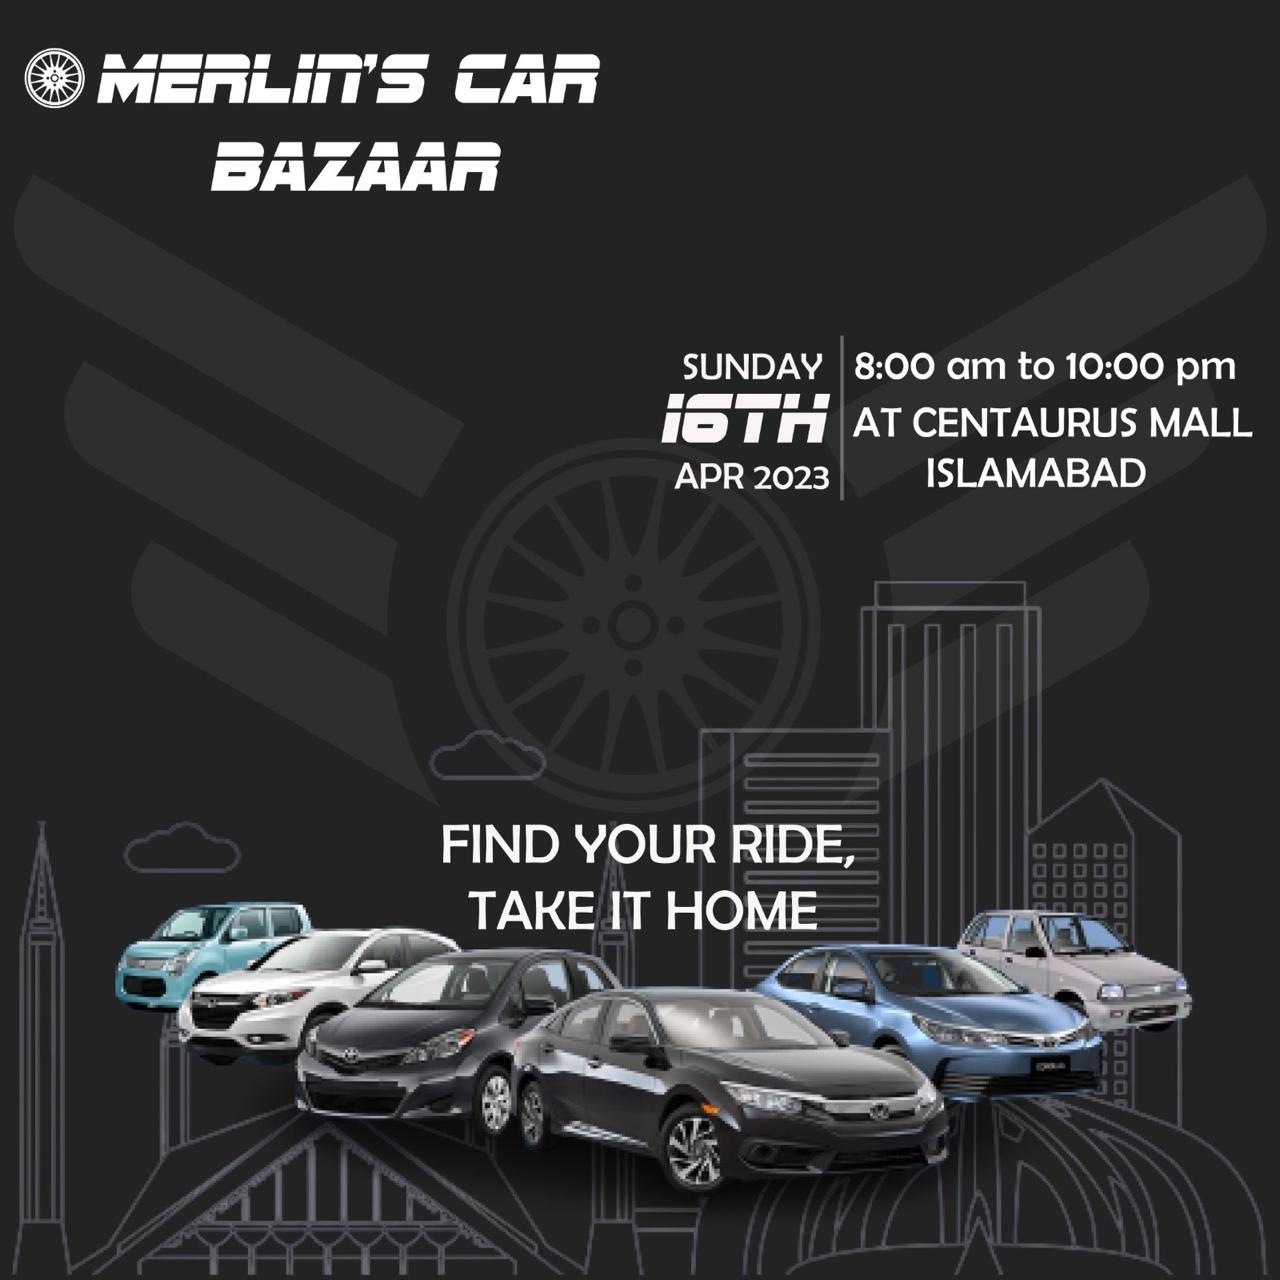 MERLIN'S CAR
BAZAAR
SUNDAY
16TH
APR 2023
8:00 am to 10:00 pm
AT CENTAURUS MALL
ISLAMABAD
FIND YOUR RIDE,
TAKE IT HOME